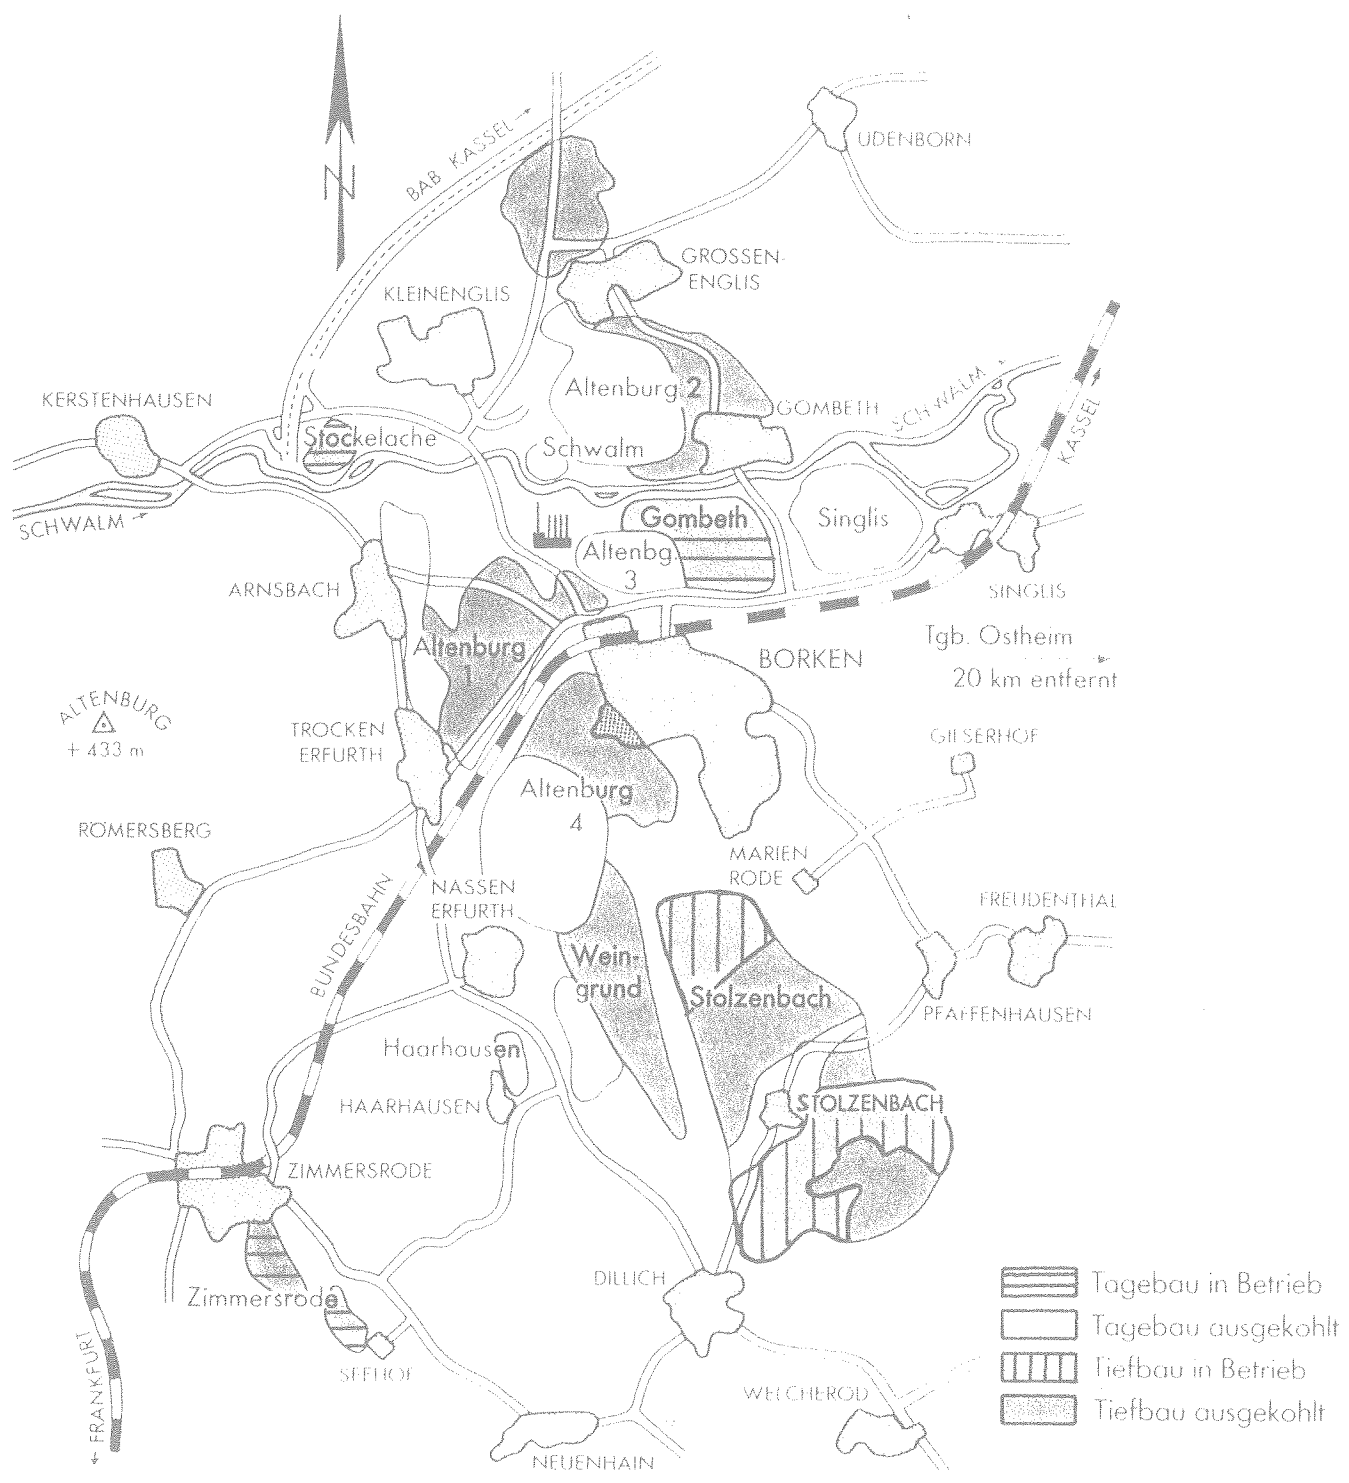 N
BAB KASSEL →
UDENBORN
GROSSEN-
ENGLIS
KLEINENGLIS
Altenburg 2
GOMBETH
SCHWALM
KASSEL
KERSTENHAUSEN
Stockelache
Schwalm
SCHWALM →
Gombeth
Singlis
Altenbg.
3
ARNSBACH
SINGLIS
Altenburg
1
Tgb. Ostheim
20 km entfernt
BORKEN
ALTENBURG
+ 433 m
TROCKEN
ERFURTH
GILSERHOF
Altenburg
4
RÖMERSBERG
MARIEN
RODE
NASSEN
ERFURTH
BUNDESBAHN
FREUDENTHAL
Wein-
grund
Stolzenbach
PFAFFENHAUSEN
Haarhausen
HAARHAUSEN
STOLZENBACH
ZIMMERSRODE
DILLICH
Zimmersrode
SEEHOF
← FRANKFURT
WELCHEROD
NEUENHAIN
Tagebau in Betrieb
Tagebau ausgekohlt
Tiefbau in Betrieb
Tiefbau ausgekohlt